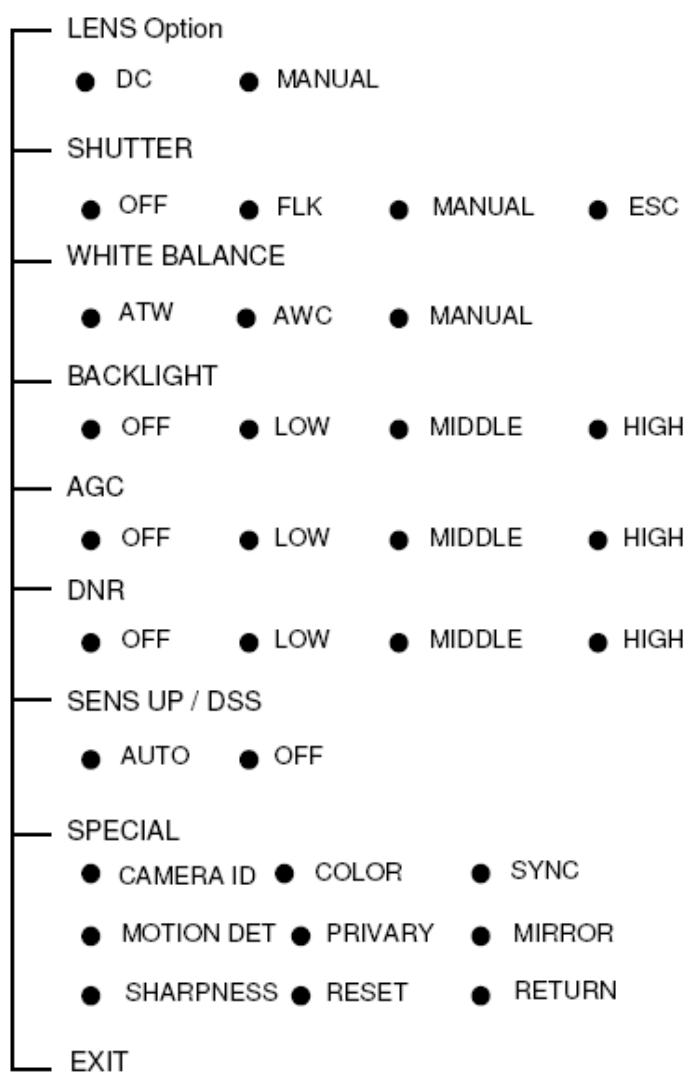 LENS Option
● DC ● MANUAL
SHUTTER
● OFF ● FLK ● MANUAL ● ESC
WHITE BALANCE
● ATW ● AWC ● MANUAL
BACKLIGHT
● OFF ● LOW ● MIDDLE ● HIGH
AGC
● OFF ● LOW ● MIDDLE ● HIGH
DNR
● OFF ● LOW ● MIDDLE ● HIGH
SENS UP / DSS
● AUTO ● OFF
SPECIAL
● CAMERA ID ● COLOR ● SYNC
● MOTION DET ● PRIVARY ● MIRROR
● SHARPNESS ● RESET ● RETURN
EXIT